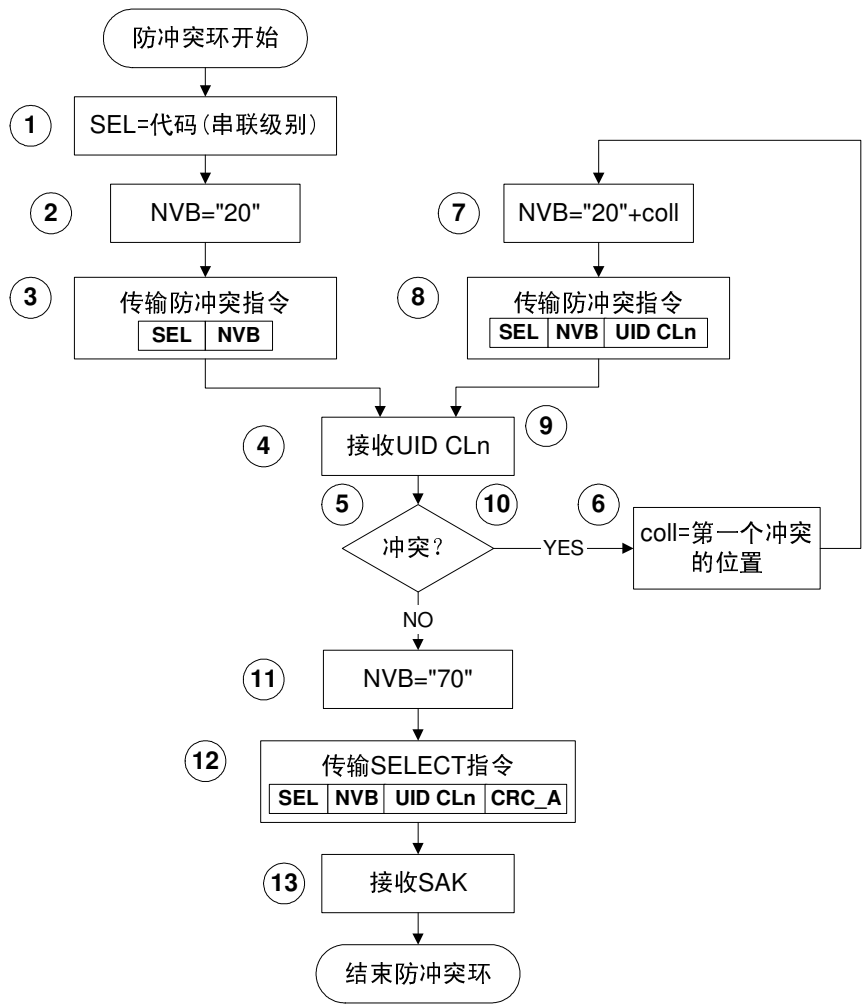 防冲突环开始
1
SEL=代码(串联级别)
2
NVB="20"
3
传输防冲突指令
SEL NVB
7
NVB="20"+coll
8
传输防冲突指令
SEL NVB UID CLn
4
接收UID CLn
9
5
冲突?
10
YES
6
coll=第一个冲突
的位置
NO
11
NVB="70"
12
传输SELECT指令
SEL NVB UID CLn CRC_A
13
接收SAK
结束防冲突环